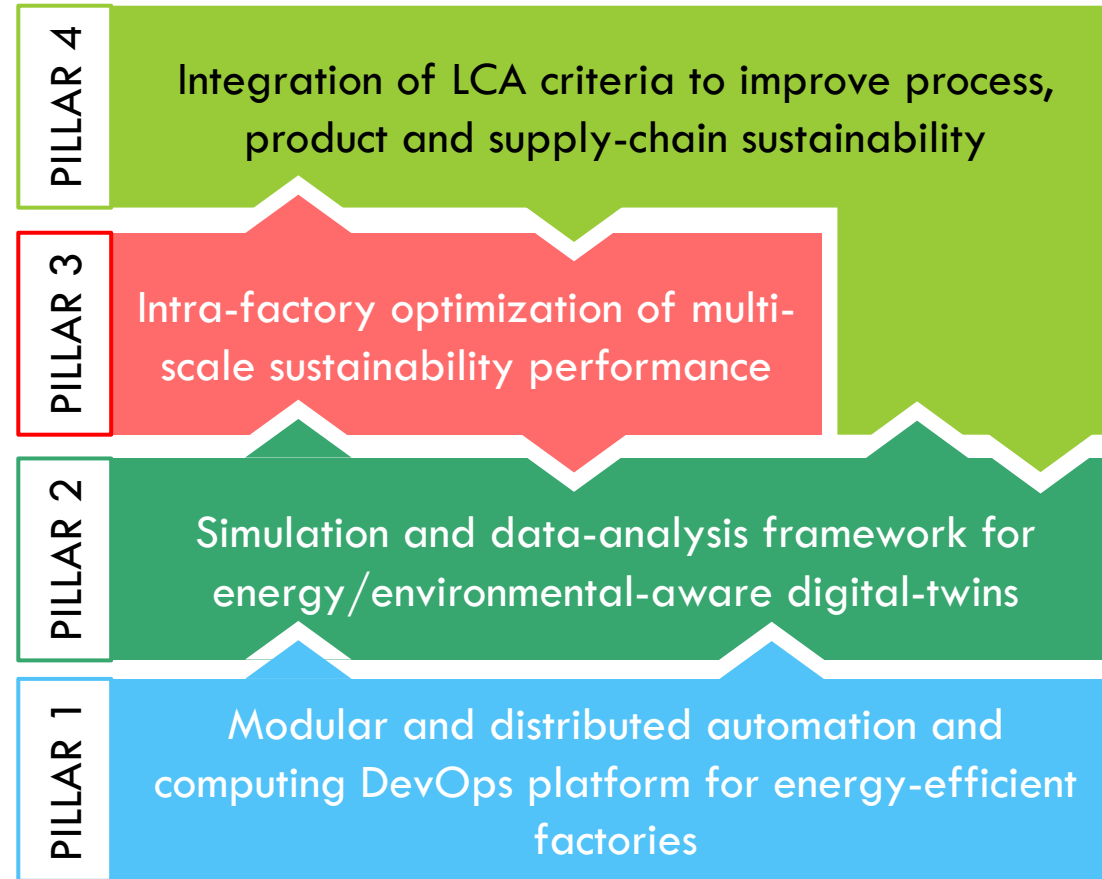 PILLAR 4
Integration of LCA criteria to improve process,
product and supply-chain sustainability
PILLAR 3
Intra-factory optimization of multi-
scale sustainability performance
PILLAR 2
Simulation and data-analysis framework for
energy/environmental-aware digital-twins
PILLAR 1
Modular and distributed automation and
computing DevOps platform for energy-efficient
factories